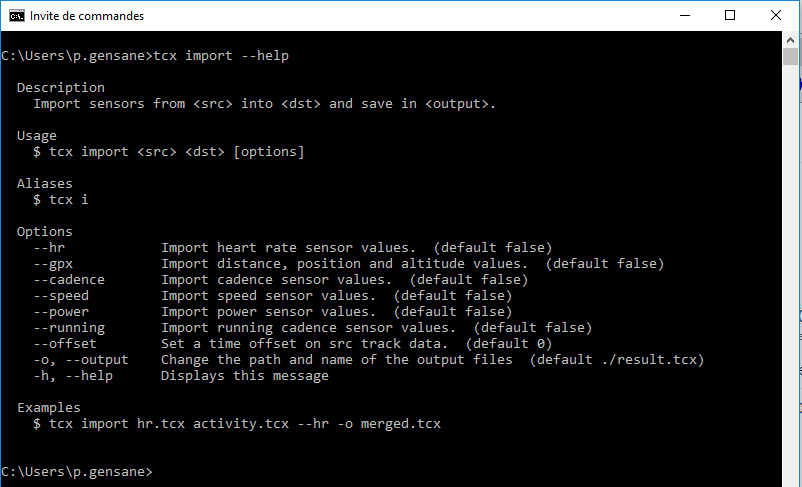 Invite de commandes
C:\Users\p.gensane>tcx import --help
Description
Import sensors from <src> into <dst> and save in <output>.
Usage
$ tcx import <src> <dst> [options]
Aliases
$ tcx i
Options
--hr Import heart rate sensor values. (default false)
--gpx Import distance, position and altitude values. (default false)
--cadence Import cadence sensor values. (default false)
--speed Import speed sensor values. (default false)
--power Import power sensor values. (default false)
--running Import running cadence sensor values. (default false)
--offset Set a time offset on src track data. (default 0)
-o, --output Change the path and name of the output files (default ./result.tcx)
-h, --help Displays this message
Examples
$ tcx import hr.tcx activity.tcx --hr -o merged.tcx
C:\Users\p.gensane>